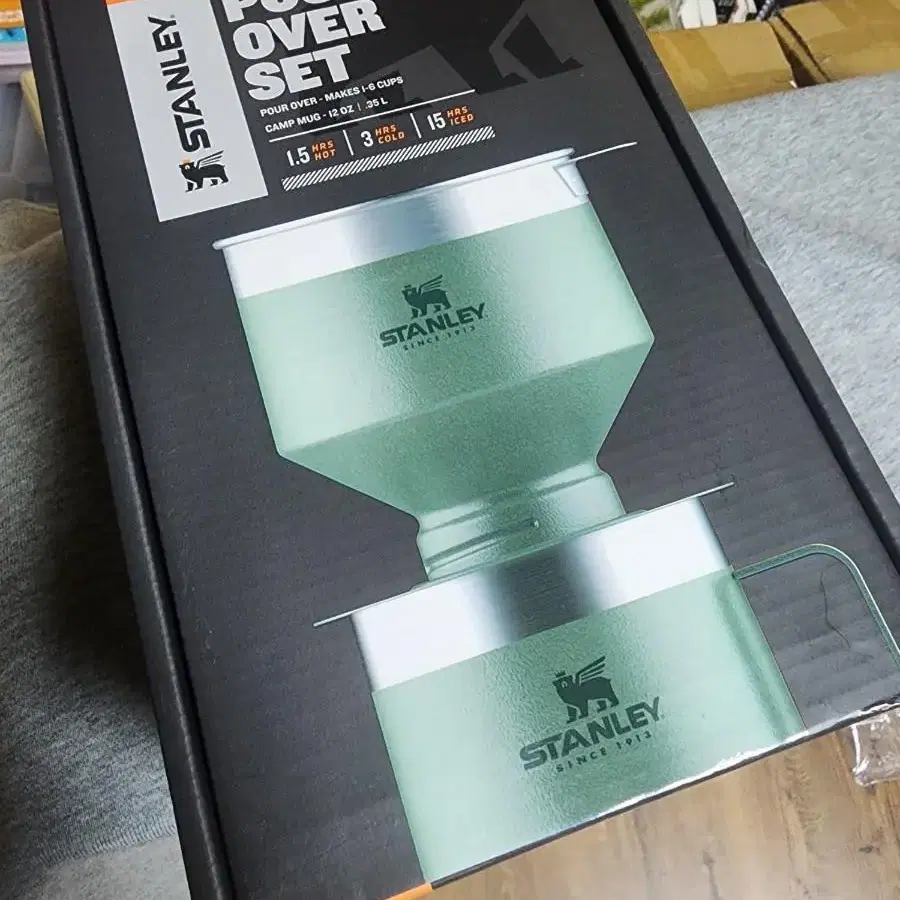 STANLEY
POUR
OVER
SET
POUR OVER - MAKES 1-6 CUPS
CAMP MUG - 12 OZ | .35 L
1.5 HRS HOT | 3 HRS COLD | 15 HRS ICED
STANLEY
SINCE 1913
STANLEY
SINCE 1913